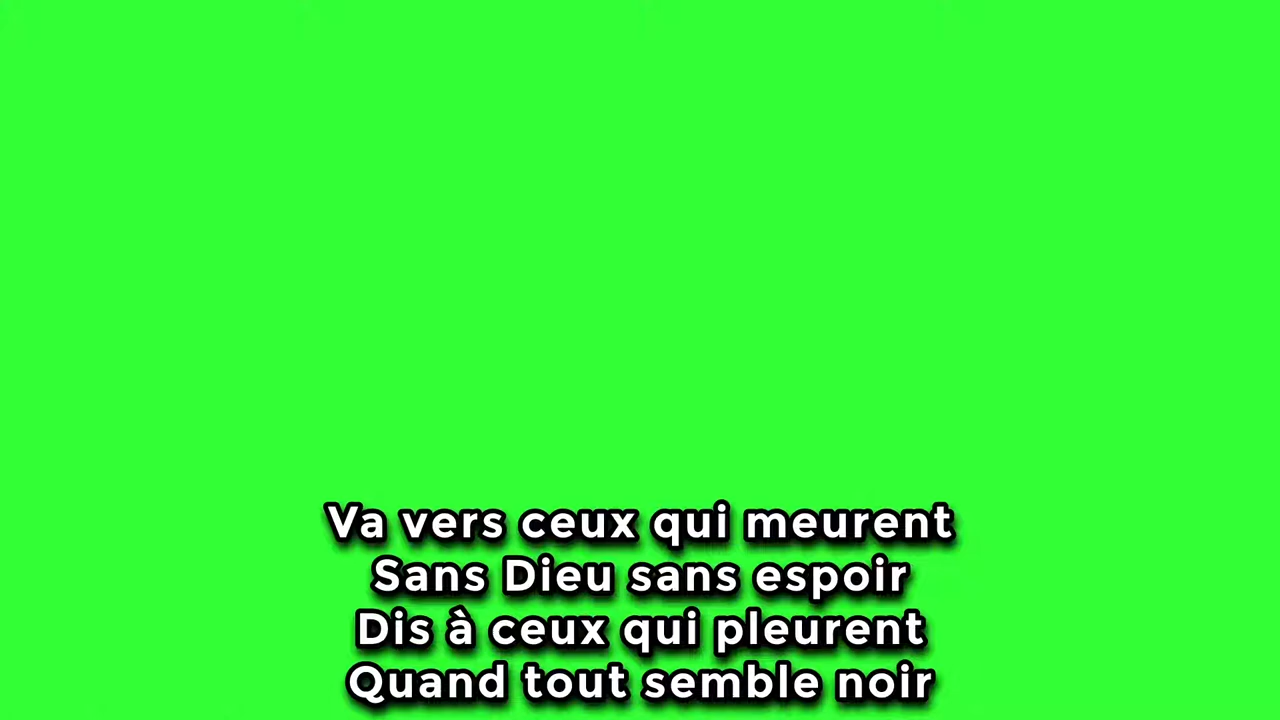 Va vers ceux qui meurent
Sans Dieu sans espoir
Dis à ceux qui pleurent
Quand tout semble noir